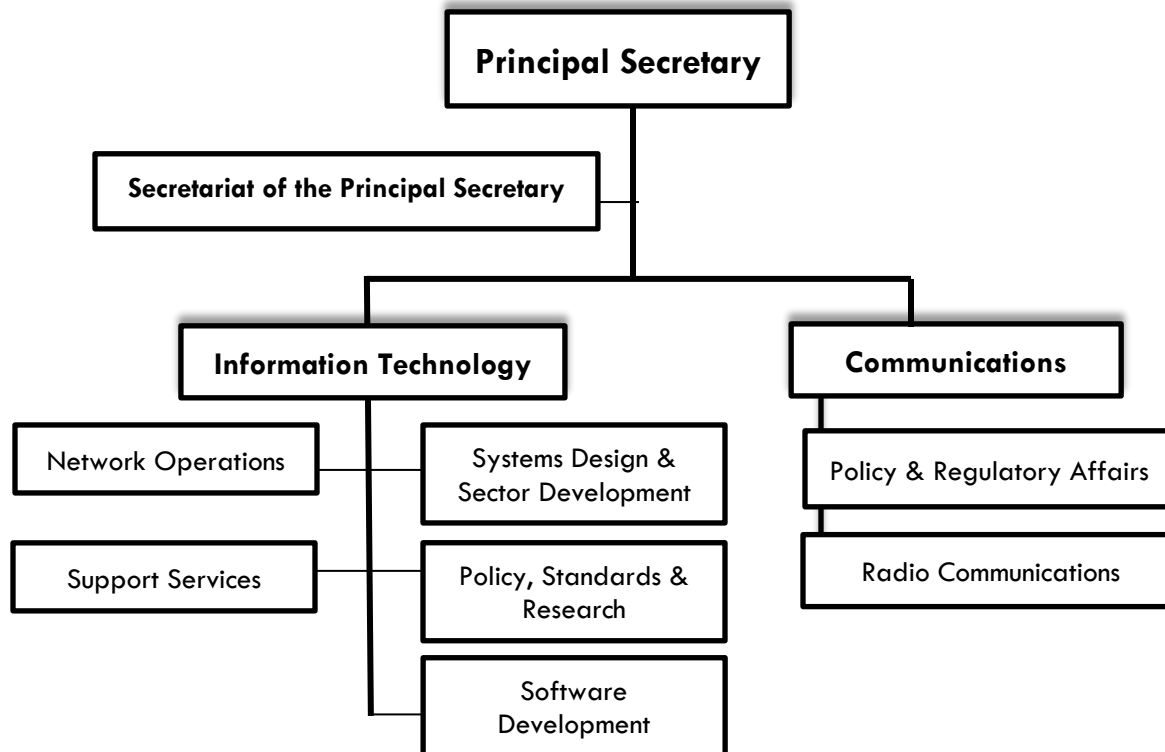 Principal Secretary
Secretariat of the Principal Secretary
Information Technology
Communications
Network Operations
Systems Design &
Sector Development
Policy & Regulatory Affairs
Support Services
Policy, Standards &
Research
Radio Communications
Software
Development